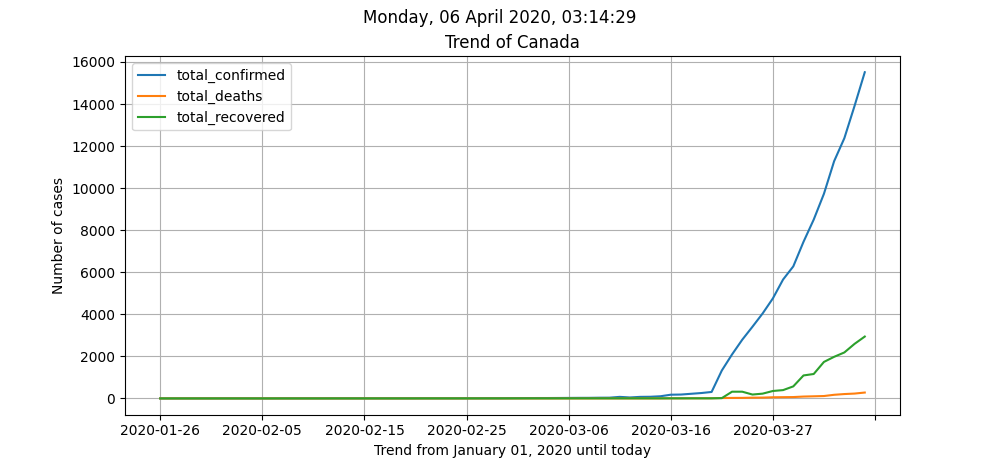 Monday, 06 April 2020, 03:14:29
Trend of Canada
total_confirmed
total_deaths
total_recovered
Number of cases
16000
14000
12000
10000
8000
6000
4000
2000
0
2020-01-26 2020-02-05 2020-02-15 2020-02-25 2020-03-06 2020-03-16 2020-03-27
Trend from January 01, 2020 until today